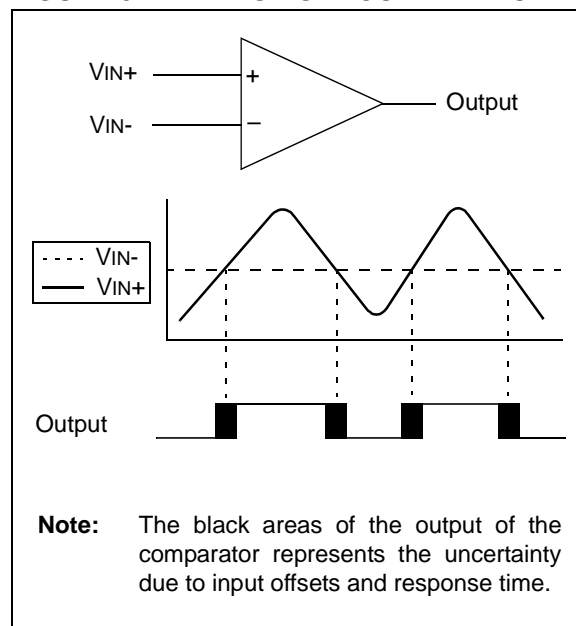 VIN+
+
Output
VIN-
−
VIN-
VIN+
Output
Note: The black areas of the output of the
comparator represents the uncertainty
due to input offsets and response time.